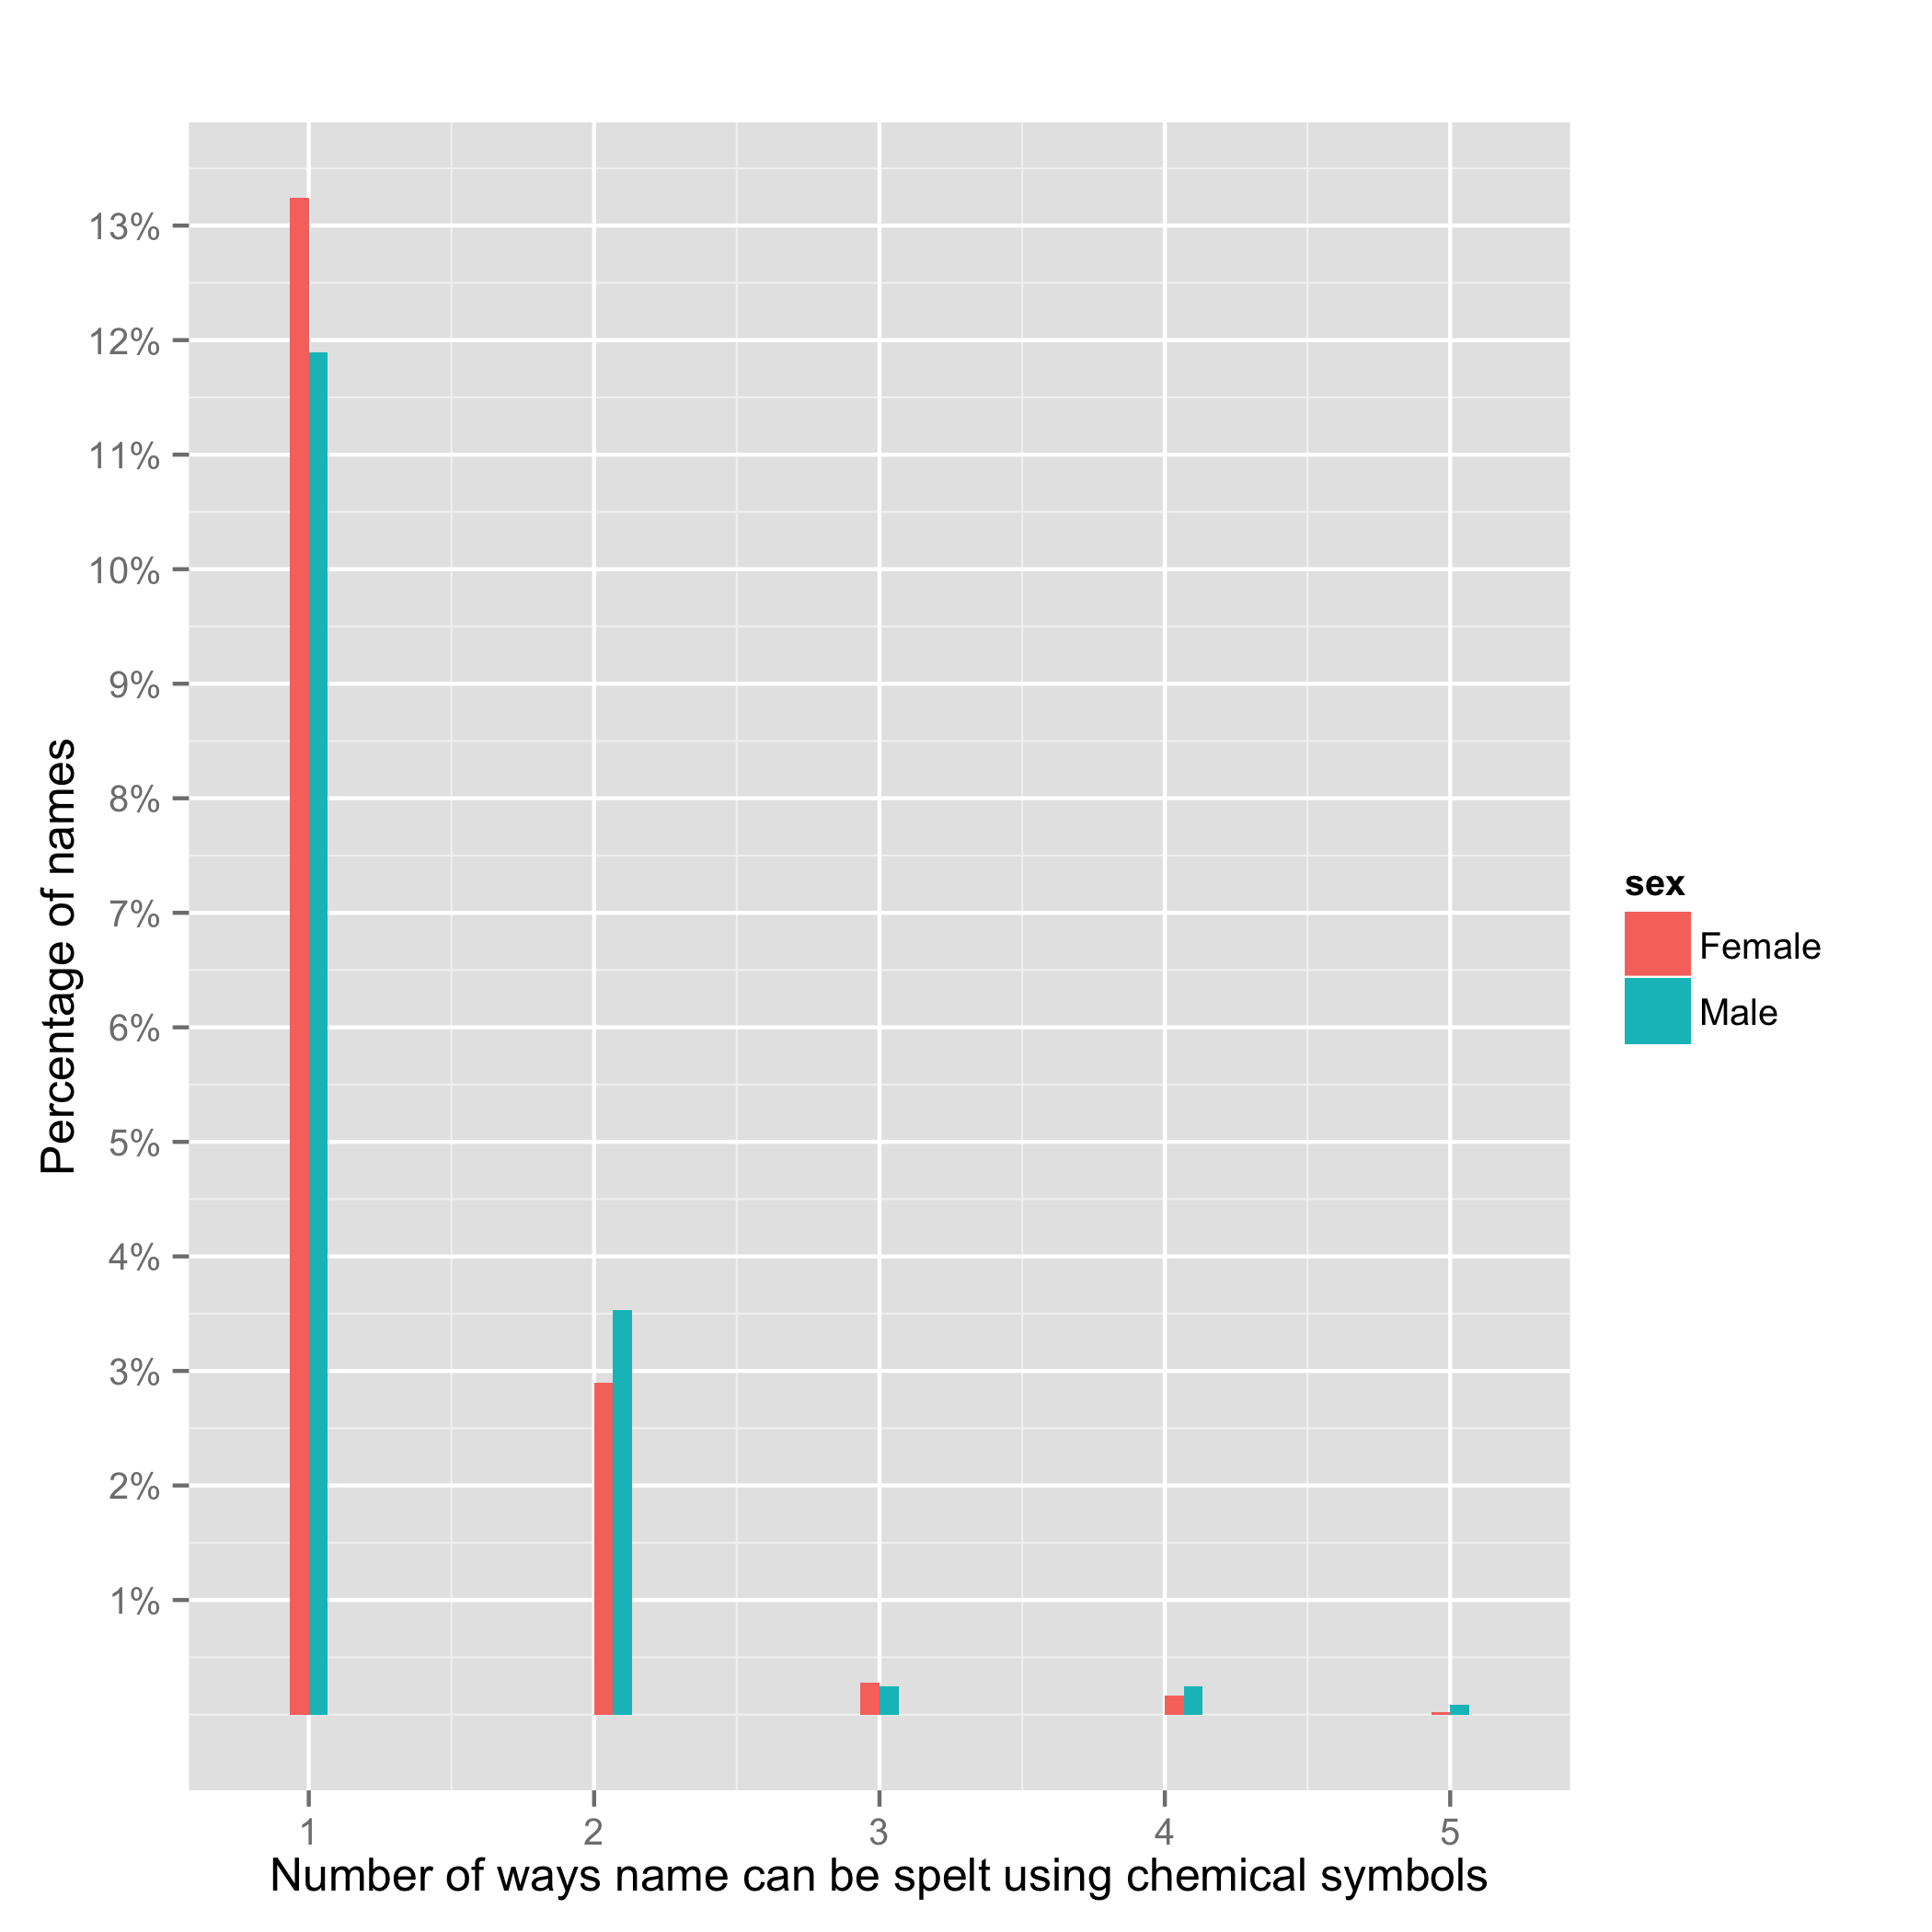 13%
12%
11%
10%
9%
8%
7%
6%
5%
4%
3%
2%
1%
Percentage of names
1 2 3 4 5
Number of ways name can be spelt using chemical symbols
sex
Female
Male